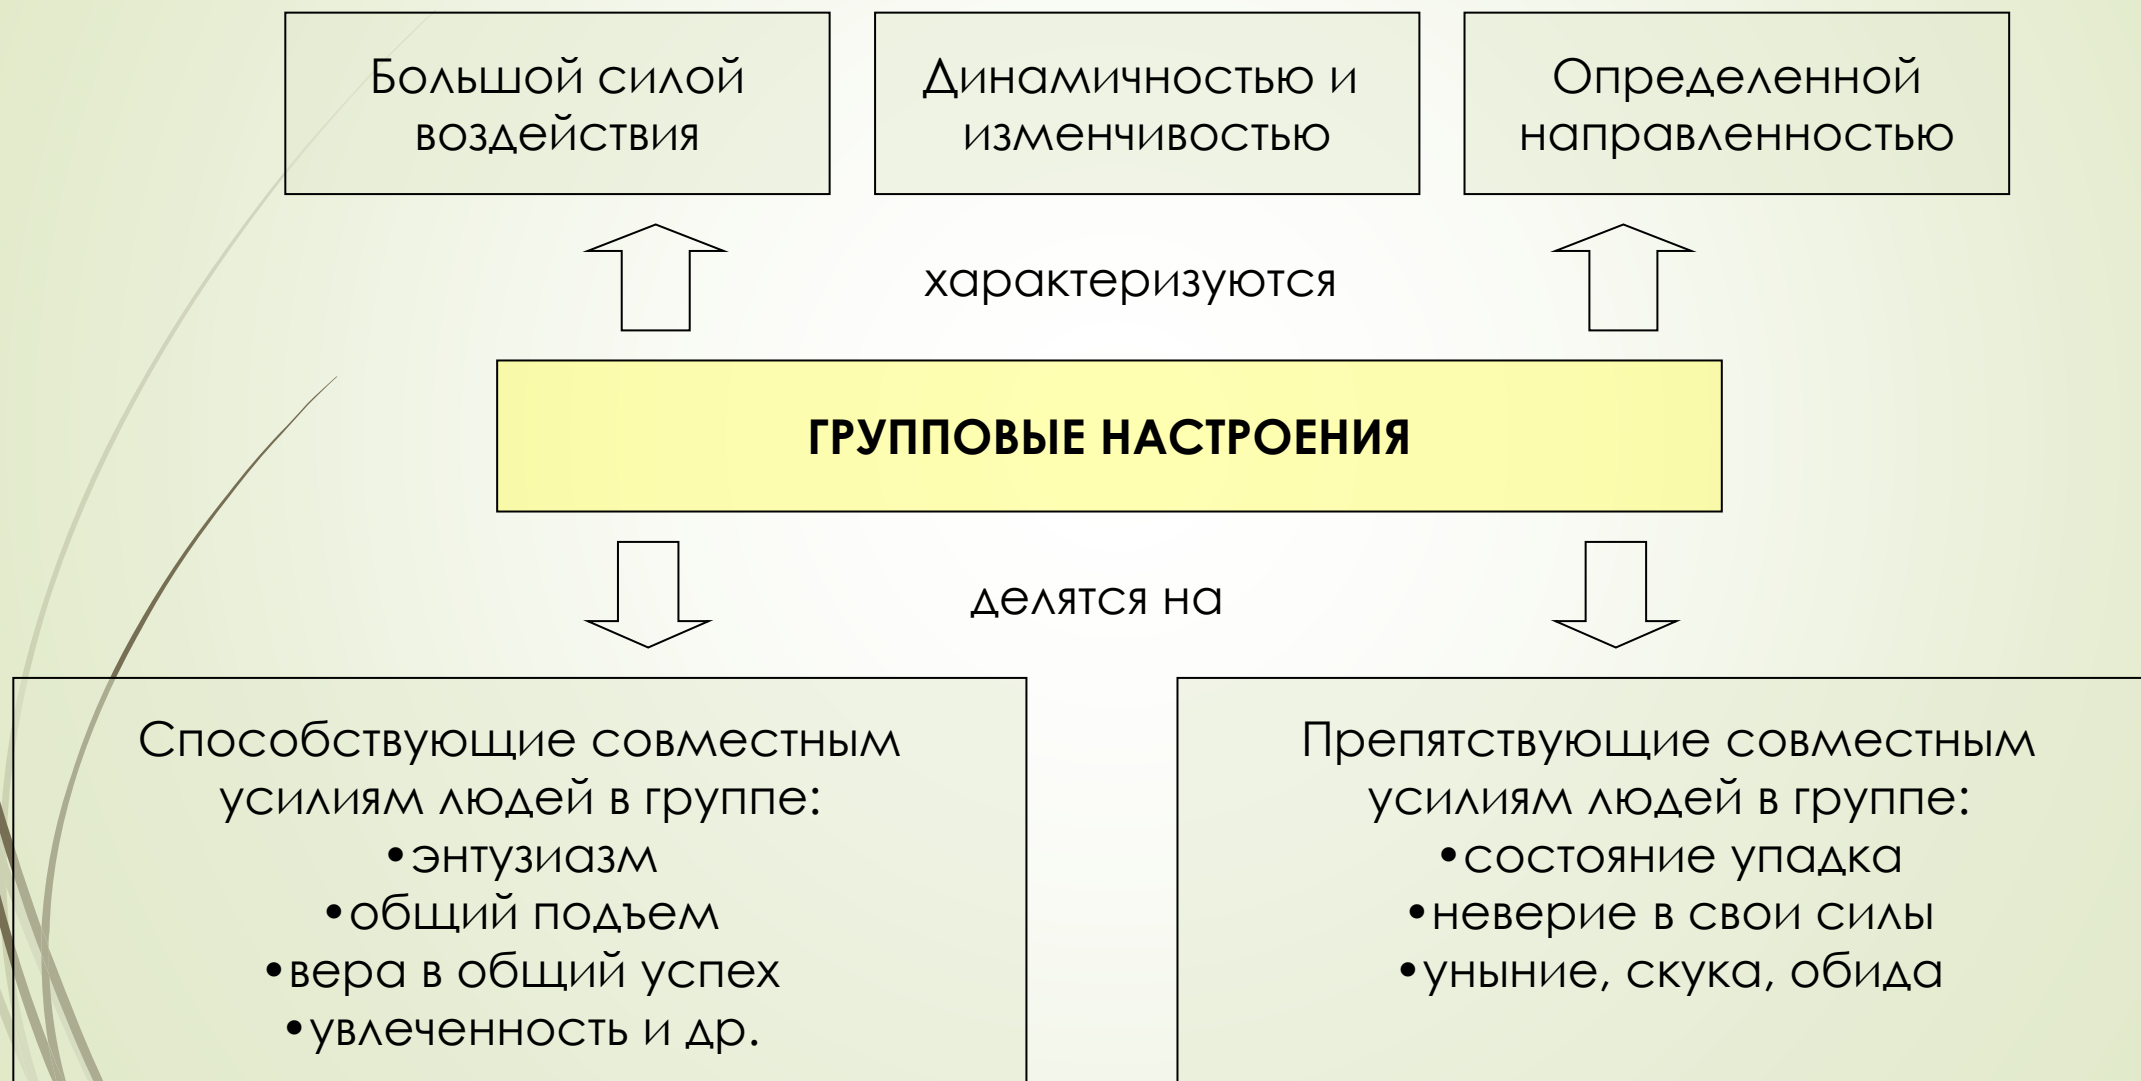 Большой силой
воздействия
Динамичностью и
изменчивостью
Определенной
направленностью
характеризуются
ГРУППОВЫЕ НАСТРОЕНИЯ
делятся на
Способствующие совместным
усилиям людей в группе:
•энтузиазм
•общий подъем
•вера в общий успех
•увлеченность и др.
Препятствующие совместным
усилиям людей в группе:
•состояние упадка
•неверие в свои силы
•уныние, скука, обида